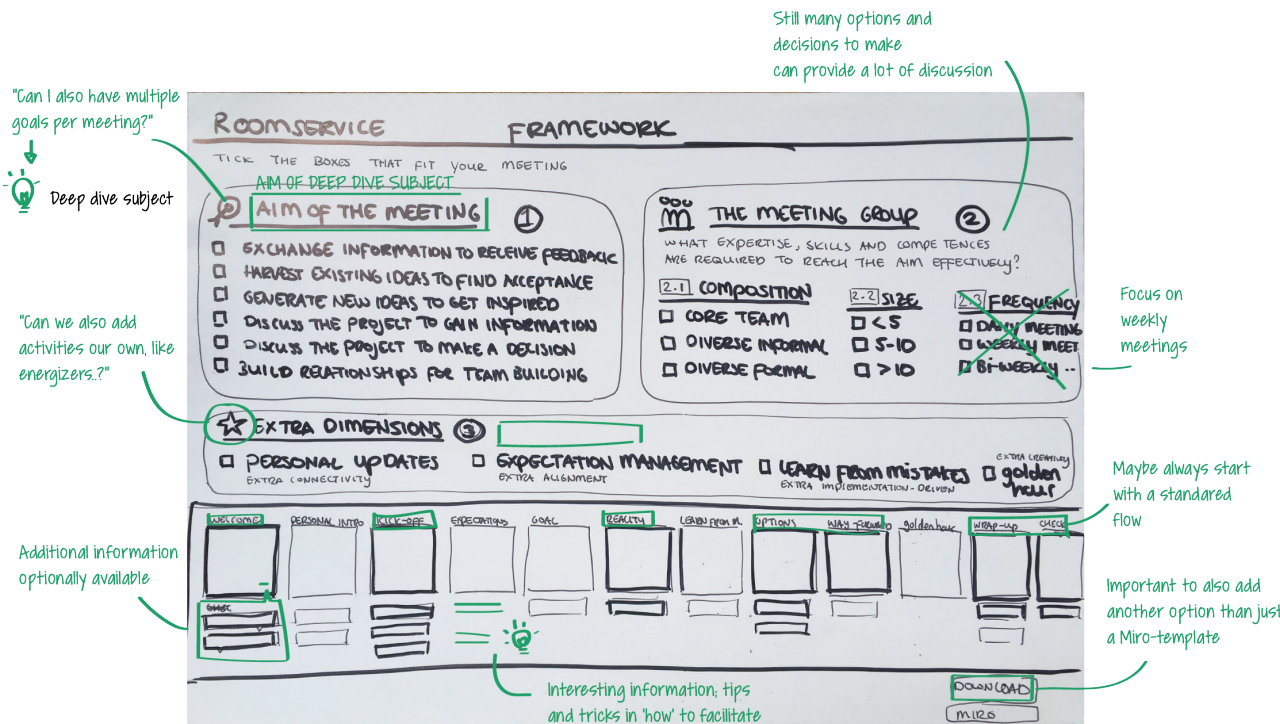 Still many options and
decisions to make
can provide a lot of discussion
"Can I also have multiple
goals per meeting?"
Deep dive subject
ROOMSERVICE FRAMEWORK
TICK THE BOXES THAT FIT YOUR MEETING
AIM OF DEEP DIVE SUBJECT
AIM OF THE MEETING 1
EXCHANGE INFORMATION TO RECEIVE FEEDBACK
HARVEST EXISTING IDEAS TO FIND ACCEPTANCE
GENERATE NEW IDEAS TO GET INSPIRED
DISCUSS THE PROJECT TO GAIN INFORMATION
DISCUSS THE PROJECT TO MAKE A DECISION
BUILD RELATIONSHIPS FOR TEAM BUILDING
THE MEETING GROUP 2
WHAT EXPERTISE, SKILLS AND COMPETENCES
ARE REQUIRED TO REACH THE AIM EFFECTIVELY?
2.1 COMPOSITION
CORE TEAM
DIVERSE INFORMAL
DIVERSE FORMAL
2.2 SIZE
< 5
5-10
> 10
2.3 FREQUENCY
DAILY MEETING
WEEKLY MEET
Bi-WEEKLY ..
Focus on
weekly
meetings
"Can we also add
activities our own, like
energizers..?"
EXTRA DIMENSIONS 3
PERSONAL UPDATES
EXTRA CONNECTIVITY
EXPECTATION MANAGEMENT
EXTRA ALIGNMENT
LEARN FROM MISTAKES
EXTRA IMPLEMENTATION-DRIVEN
EXTRA CREATIVITY
golden
hour
Maybe always start
with a standared
flow
WELCOME PERSONAL INTRO KICK-OFF EXPECTATIONS GOAL REALITY LEARN FROM M. OPTIONS WAY FORWARD golden hour WRAP-UP CHECK
Additional information
optionally available
Important to also add
another option than just
a Miro-template
Interesting information; tips
and tricks in 'how' to facilitate
DOWNLOAD
MIRO